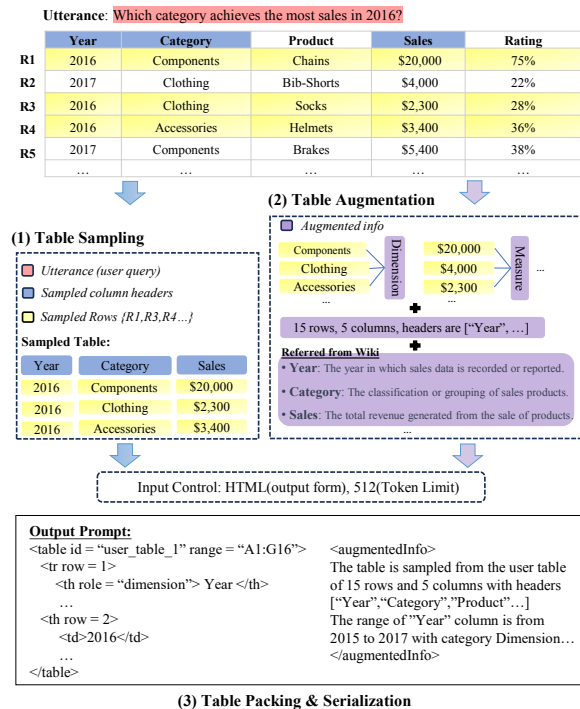 Utterance: Which category achieves the most sales in 2016?
Year Category Product Sales Rating
R1 2016 Components Chains $20,000 75%
R2 2017 Clothing Bib-Shorts $4,000 22%
R3 2016 Clothing Socks $2,300 28%
R4 2016 Accessories Helmets $3,400 36%
R5 2017 Components Brakes $5,400 38%
… … … … …
(1) Table Sampling
Utterance (user query)
Sampled column headers
Sampled Rows {R1,R3,R4…}
Sampled Table:
Year Category Sales
2016 Components $20,000
2016 Clothing $2,300
2016 Accessories $3,400
(2) Table Augmentation
Augmented info
Components
Clothing
Accessories
...
Dimension
$20,000
$4,000
$2,300
...
Measure
...
15 rows, 5 columns, headers are [“Year”, …]
Referred from Wiki
• Year: The year in which sales data is recorded or reported.
• Category: The classification or grouping of sales products.
• Sales: The total revenue generated from the sale of products.
...
Input Control: HTML(output form), 512(Token Limit)
Output Prompt:
<table id = “user_table_1” range = “A1:G16”>
<tr row = 1>
<th role = “dimension”> Year </th>
…
<th row = 2>
<td>2016</td>
…
</table>
<augmentedInfo>
The table is sampled from the user table
of 15 rows and 5 columns with headers
[“Year”,“Category”,”Product”…]
The range of ”Year” column is from
2015 to 2017 with category Dimension…
</augmentedInfo>
(3) Table Packing & Serialization